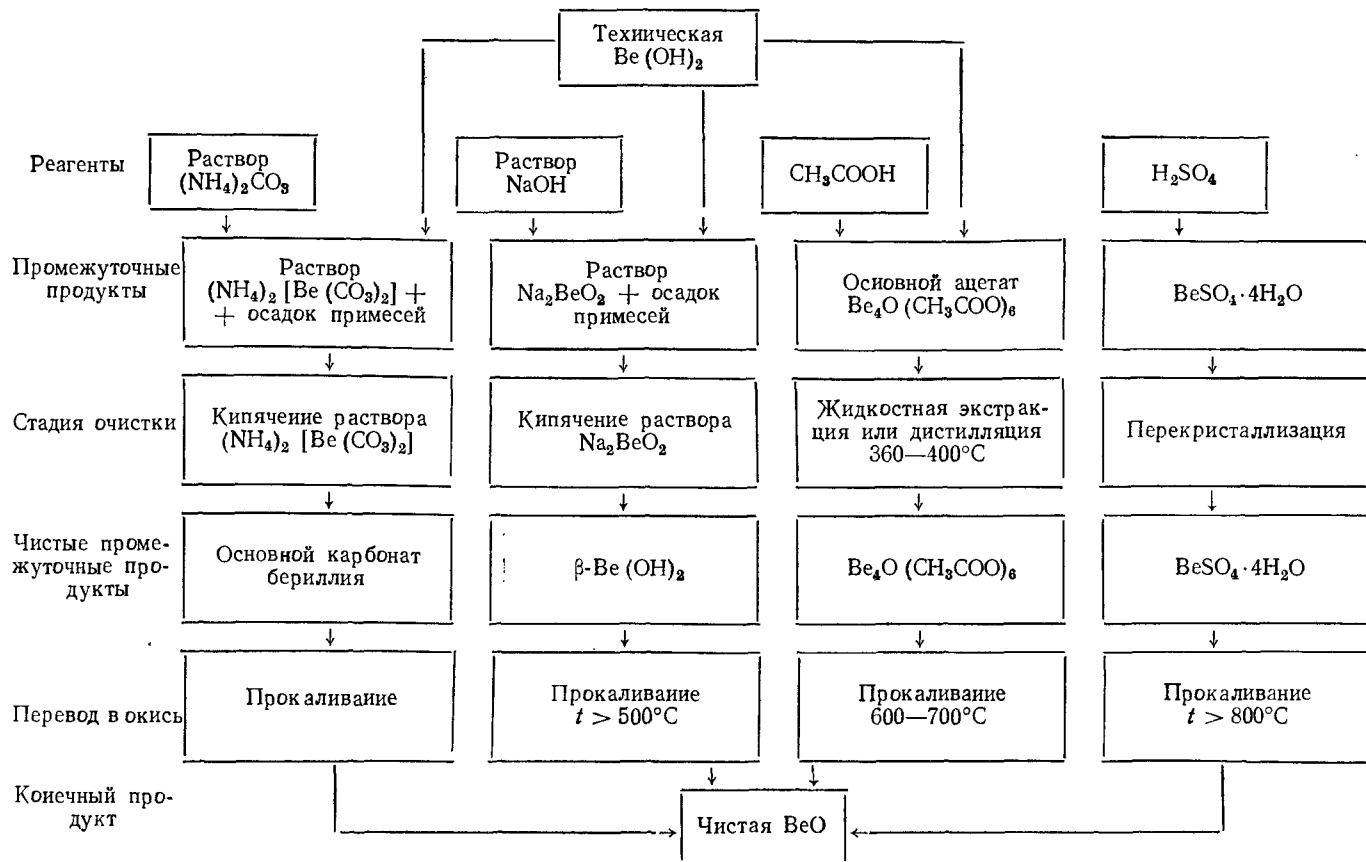 Техническая
Be (OH)₂
Реагенты
Раствор
(NH₄)₂CO₃
Раствор
NaOH
CH₃COOH
H₂SO₄
Промежуточные
продукты
Раствор
(NH₄)₂ [Be (CO₃)₂] +
+ осадок примесей
Раствор
Na₂BeO₂ + осадок
примесей
Основной ацетат
Be₄O (CH₃COO)₆
BeSO₄·4H₂O
Стадия очистки
Кипячение раствора
(NH₄)₂ [Be (CO₃)₂]
Кипячение раствора
Na₂BeO₂
Жидкостная экстрак-
ция или дистилляция
360—400°C
Перекристаллизация
Чистые проме-
жуточные про-
дукты
Основной карбонат
бериллия
β-Be (OH)₂
Be₄O (CH₃COO)₆
BeSO₄·4H₂O
Перевод в окись
Прокаливание
Прокаливание
t > 500°C
Прокаливание
600—700°C
Прокаливание
t > 800°C
Конечный про-
дукт
Чистая BeO